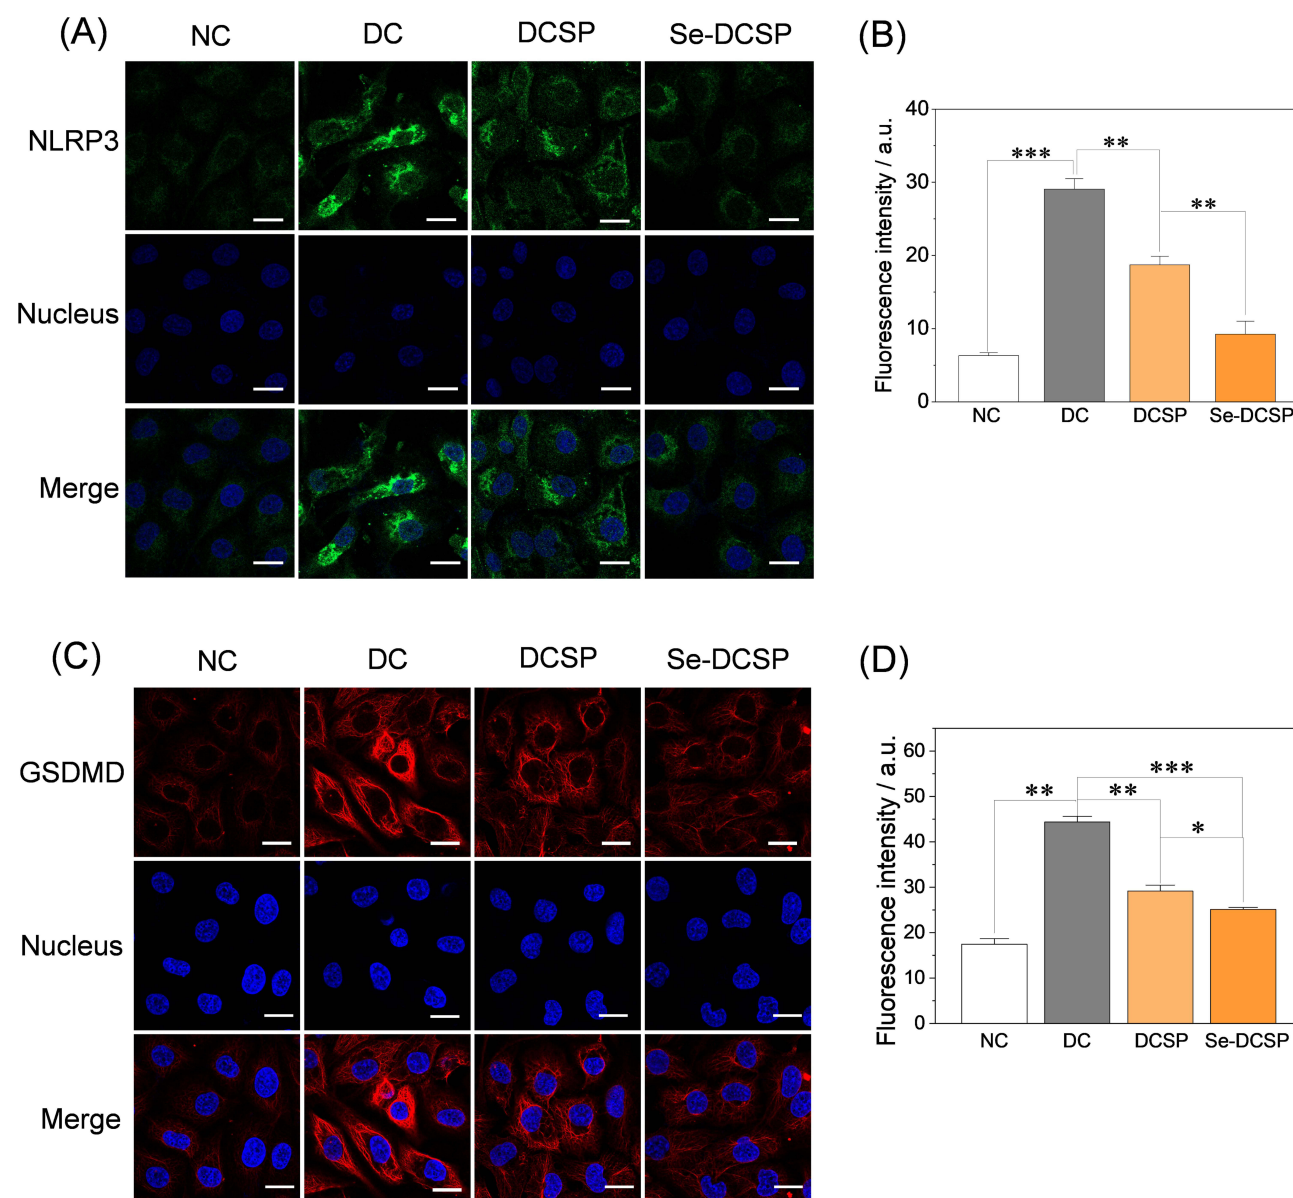 (A)
NC DC DCSP Se-DCSP
NLRP3
Nucleus
Merge
(B)
Fluorescence intensity / a.u.
40
30
20
10
0
***
**
**
NC DC DCSP Se-DCSP
(C)
NC DC DCSP Se-DCSP
GSDMD
Nucleus
Merge
(D)
Fluorescence intensity / a.u.
60
50
40
30
20
10
0
***
** **
*
NC DC DCSP Se-DCSP